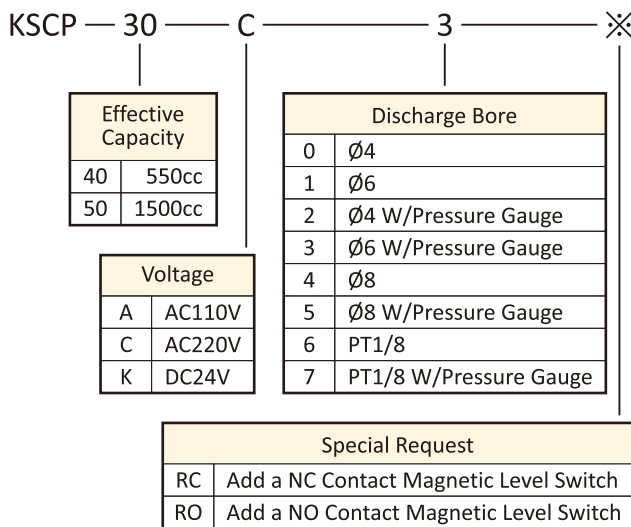 KSCP — 30 — C — 3 — ※
Effective
Capacity
40 550cc
50 1500cc
Voltage
A AC110V
C AC220V
K DC24V
Discharge Bore
0 Ø4
1 Ø6
2 Ø4 W/Pressure Gauge
3 Ø6 W/Pressure Gauge
4 Ø8
5 Ø8 W/Pressure Gauge
6 PT1/8
7 PT1/8 W/Pressure Gauge
Special Request
RC Add a NC Contact Magnetic Level Switch
RO Add a NO Contact Magnetic Level Switch